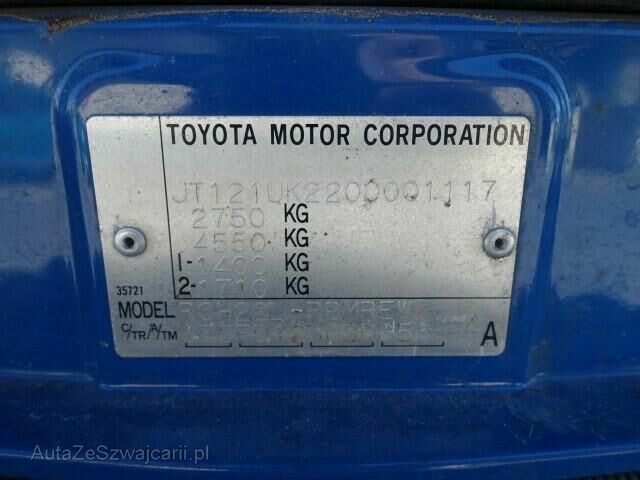 TOYOTA MOTOR CORPORATION
JT121UK2200001117
2750 KG
4550 KG
1-1400 KG
2-1710 KG
35721
MODEL
C/TR/A/TM A
AutaZeSzwajcarii.pl